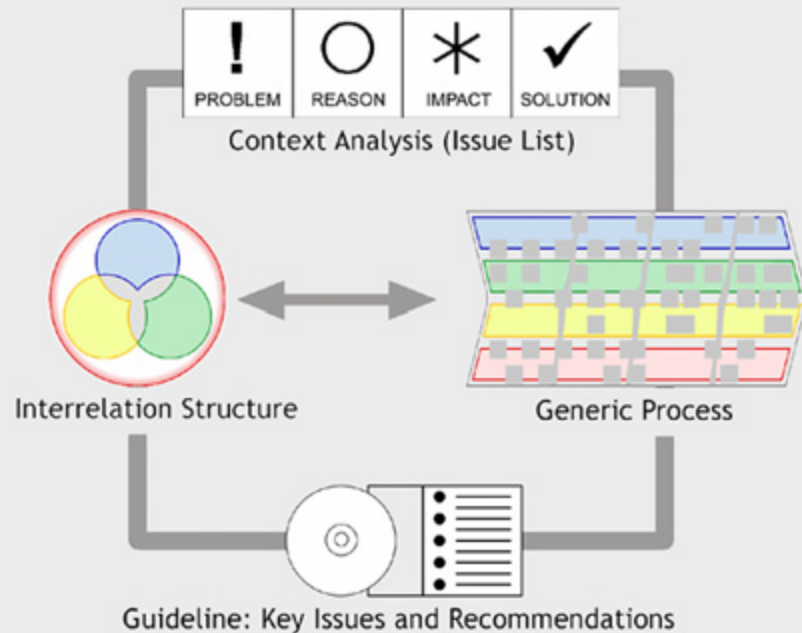 PROBLEM REASON IMPACT SOLUTION
Context Analysis (Issue List)
Interrelation Structure
Generic Process
Guideline: Key Issues and Recommendations